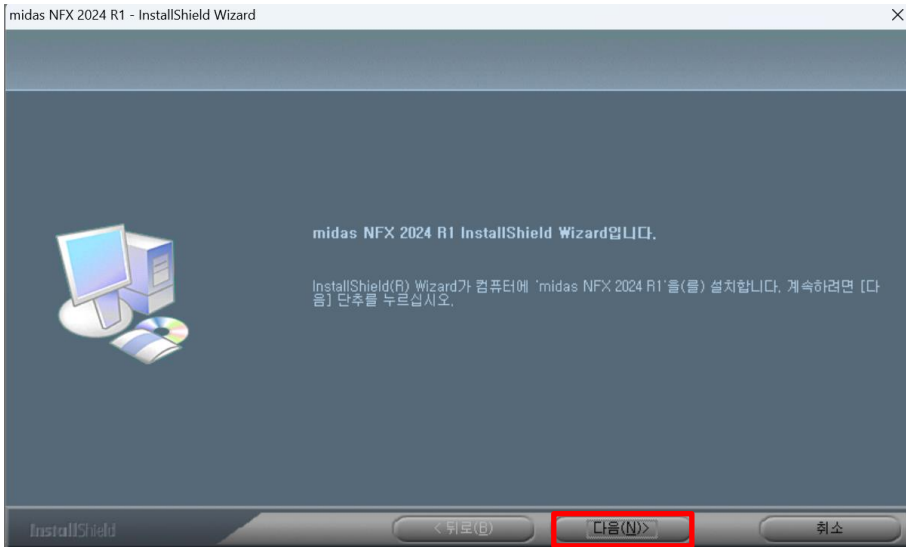 midas NFX 2024 R1 - InstallShield Wizard
midas NFX 2024 R1 InstallShield Wizard입니다.
InstallShield(R) Wizard가 컴퓨터에 'midas NFX 2024 R1'을(를) 설치합니다. 계속하려면 [다
음] 단추를 누르십시오.
InstallShield
< 뒤로(B)
다음(N)>
취소